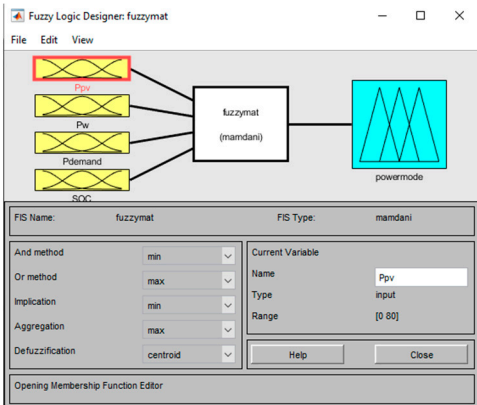 Fuzzy Logic Designer: fuzzymat
File Edit View
Ppv
Pw
Pdemand
SOC
fuzzymat
(mamdani)
powermode
FIS Name: fuzzymat FIS Type: mamdani
And method min
Or method max
Implication min
Aggregation max
Defuzzification centroid
Current Variable
Name Ppv
Type input
Range [0 80]
Help Close
Opening Membership Function Editor